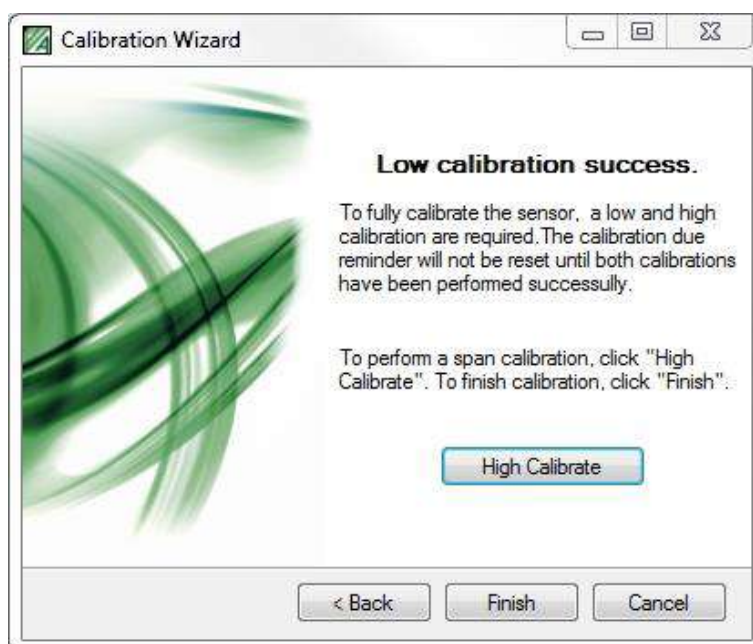 Calibration Wizard
Low calibration success.
To fully calibrate the sensor, a low and high
calibration are required.The calibration due
reminder will not be reset until both calibrations
have been performed successully.
To perform a span calibration, click "High
Calibrate". To finish calibration, click "Finish".
High Calibrate
< Back
Finish
Cancel